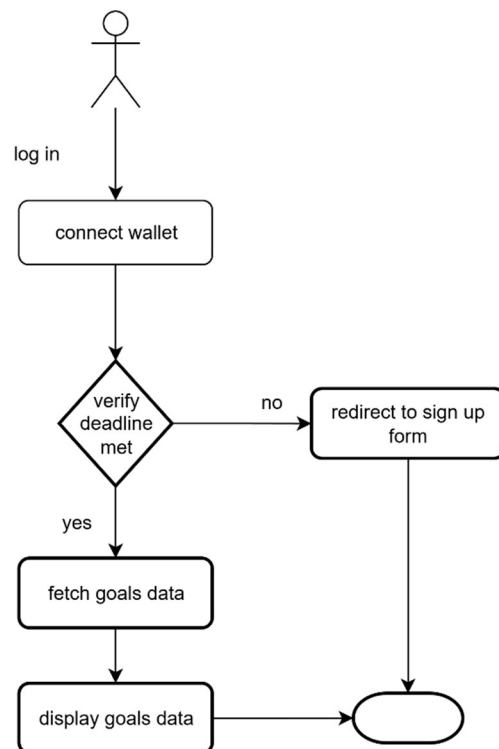 log in
connect wallet
verify
deadline
met
no
redirect to sign up
form
yes
fetch goals data
display goals data